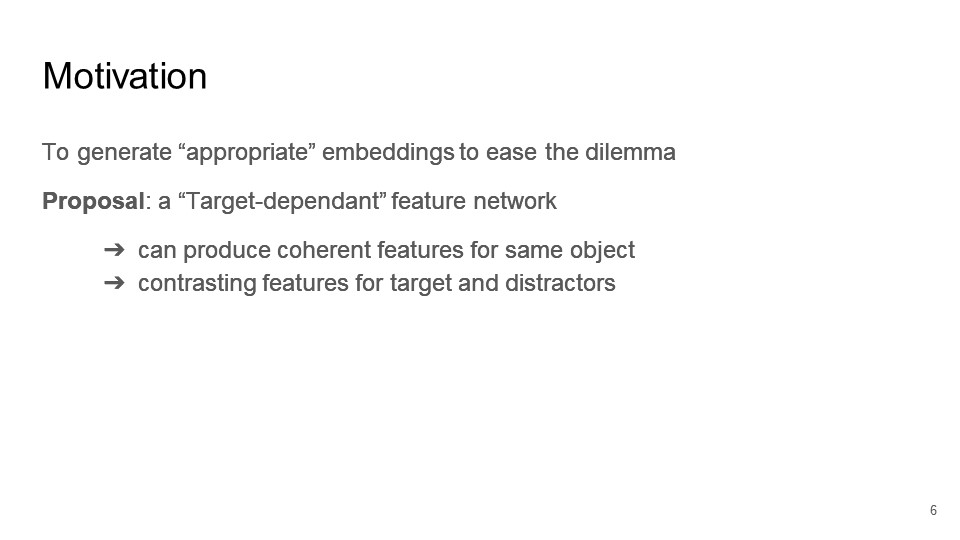 Motivation
To generate “appropriate” embeddings to ease the dilemma
Proposal: a “Target-dependant” feature network
➔ can produce coherent features for same object
➔ contrasting features for target and distractors
6